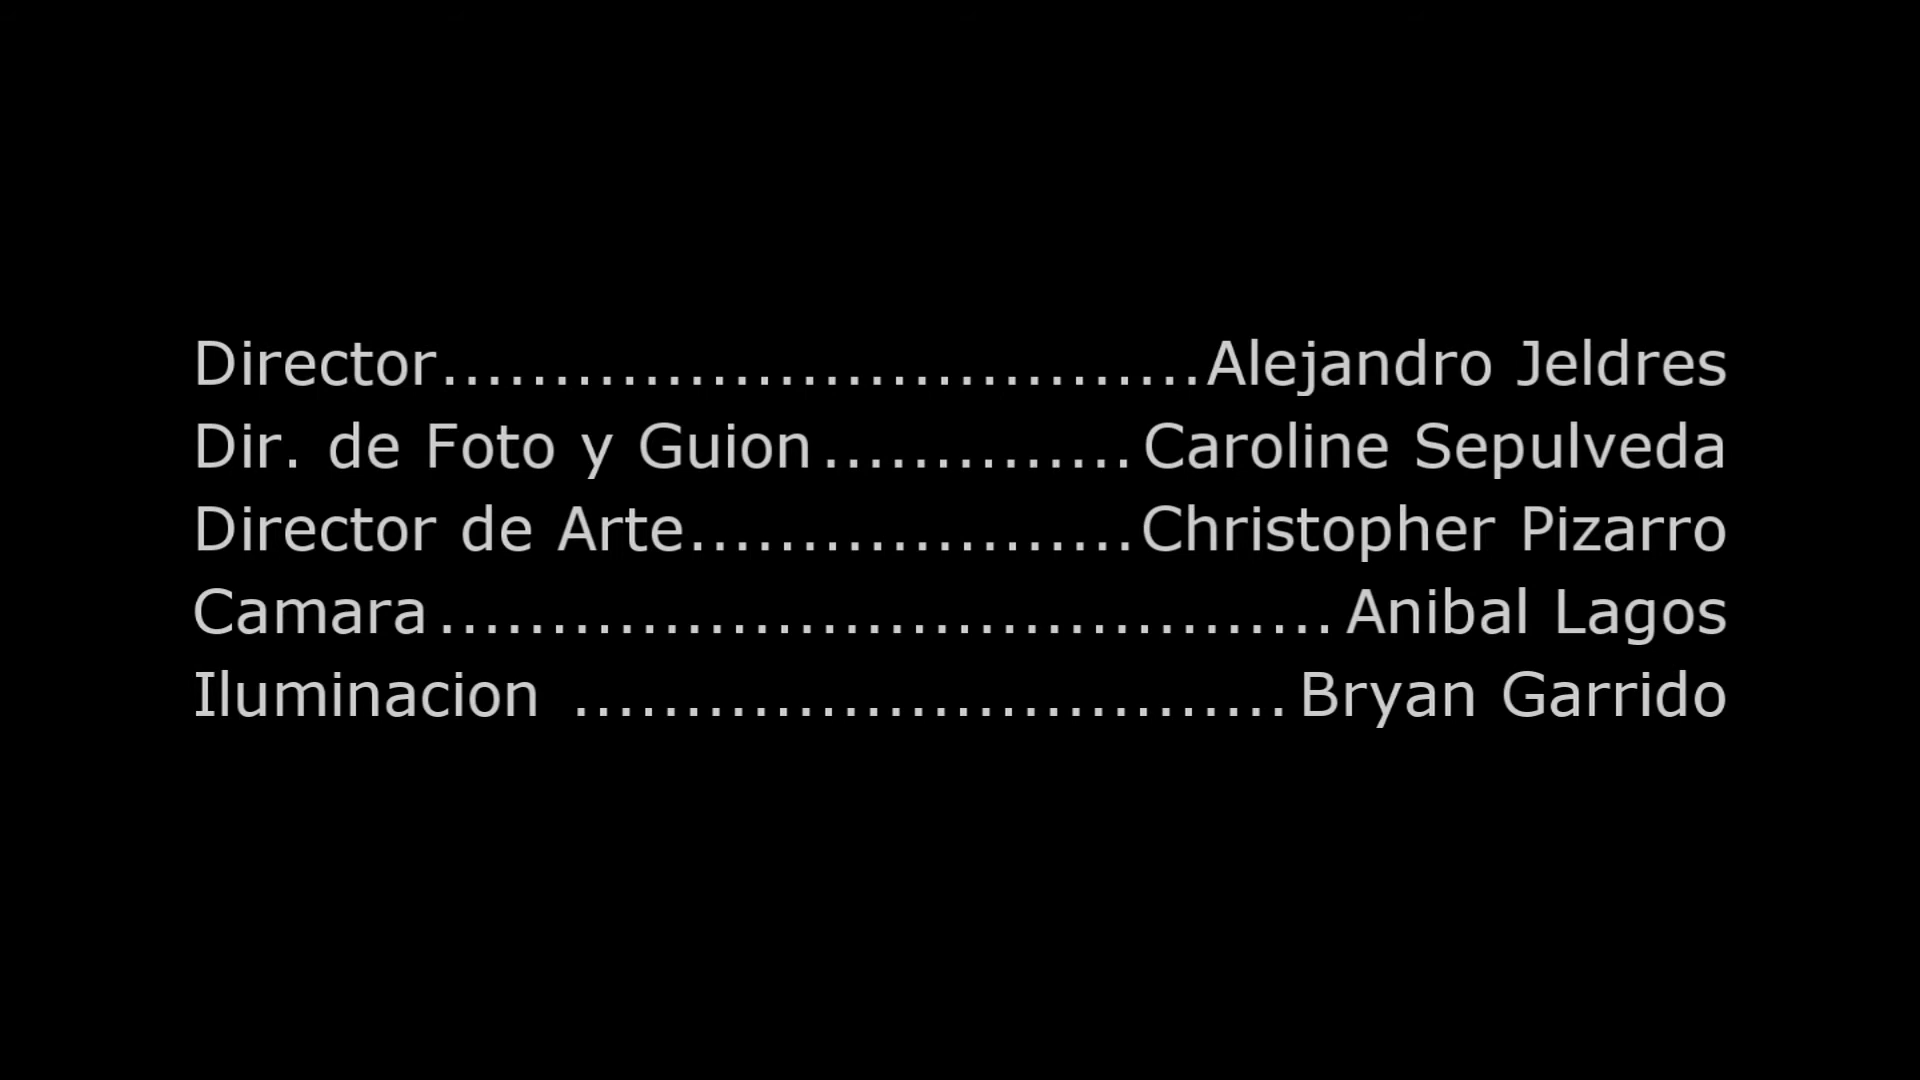 Director..................................Alejandro Jeldres
Dir. de Foto y Guion..............Caroline Sepulveda
Director de Arte....................Christopher Pizarro
Camara........................................Anibal Lagos
Iluminacion ................................Bryan Garrido